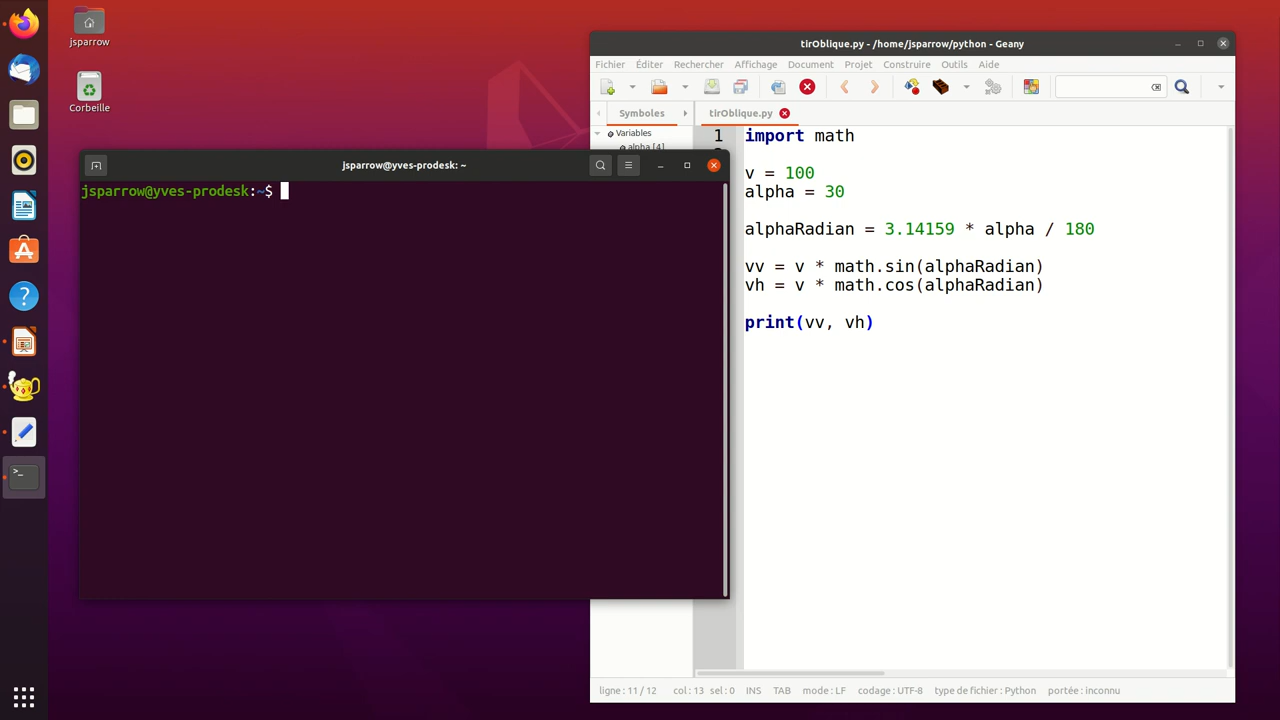 jsparrow
Corbeille
tirOblique.py - /home/jsparrow/python - Geany
Fichier Éditer Rechercher Affichage Document Projet Construire Outils Aide
Symboles
tirOblique.py
Variables
alpha [4]
1 import math
v = 100
alpha = 30
alphaRadian = 3.14159 * alpha / 180
vv = v * math.sin(alphaRadian)
vh = v * math.cos(alphaRadian)
print(vv, vh)
ligne : 11 / 12 col : 13 sel : 0 INS TAB mode : LF codage : UTF-8 type de fichier : Python portée : inconnu
jsparrow@yves-prodesk: ~
jsparrow@yves-prodesk:~$